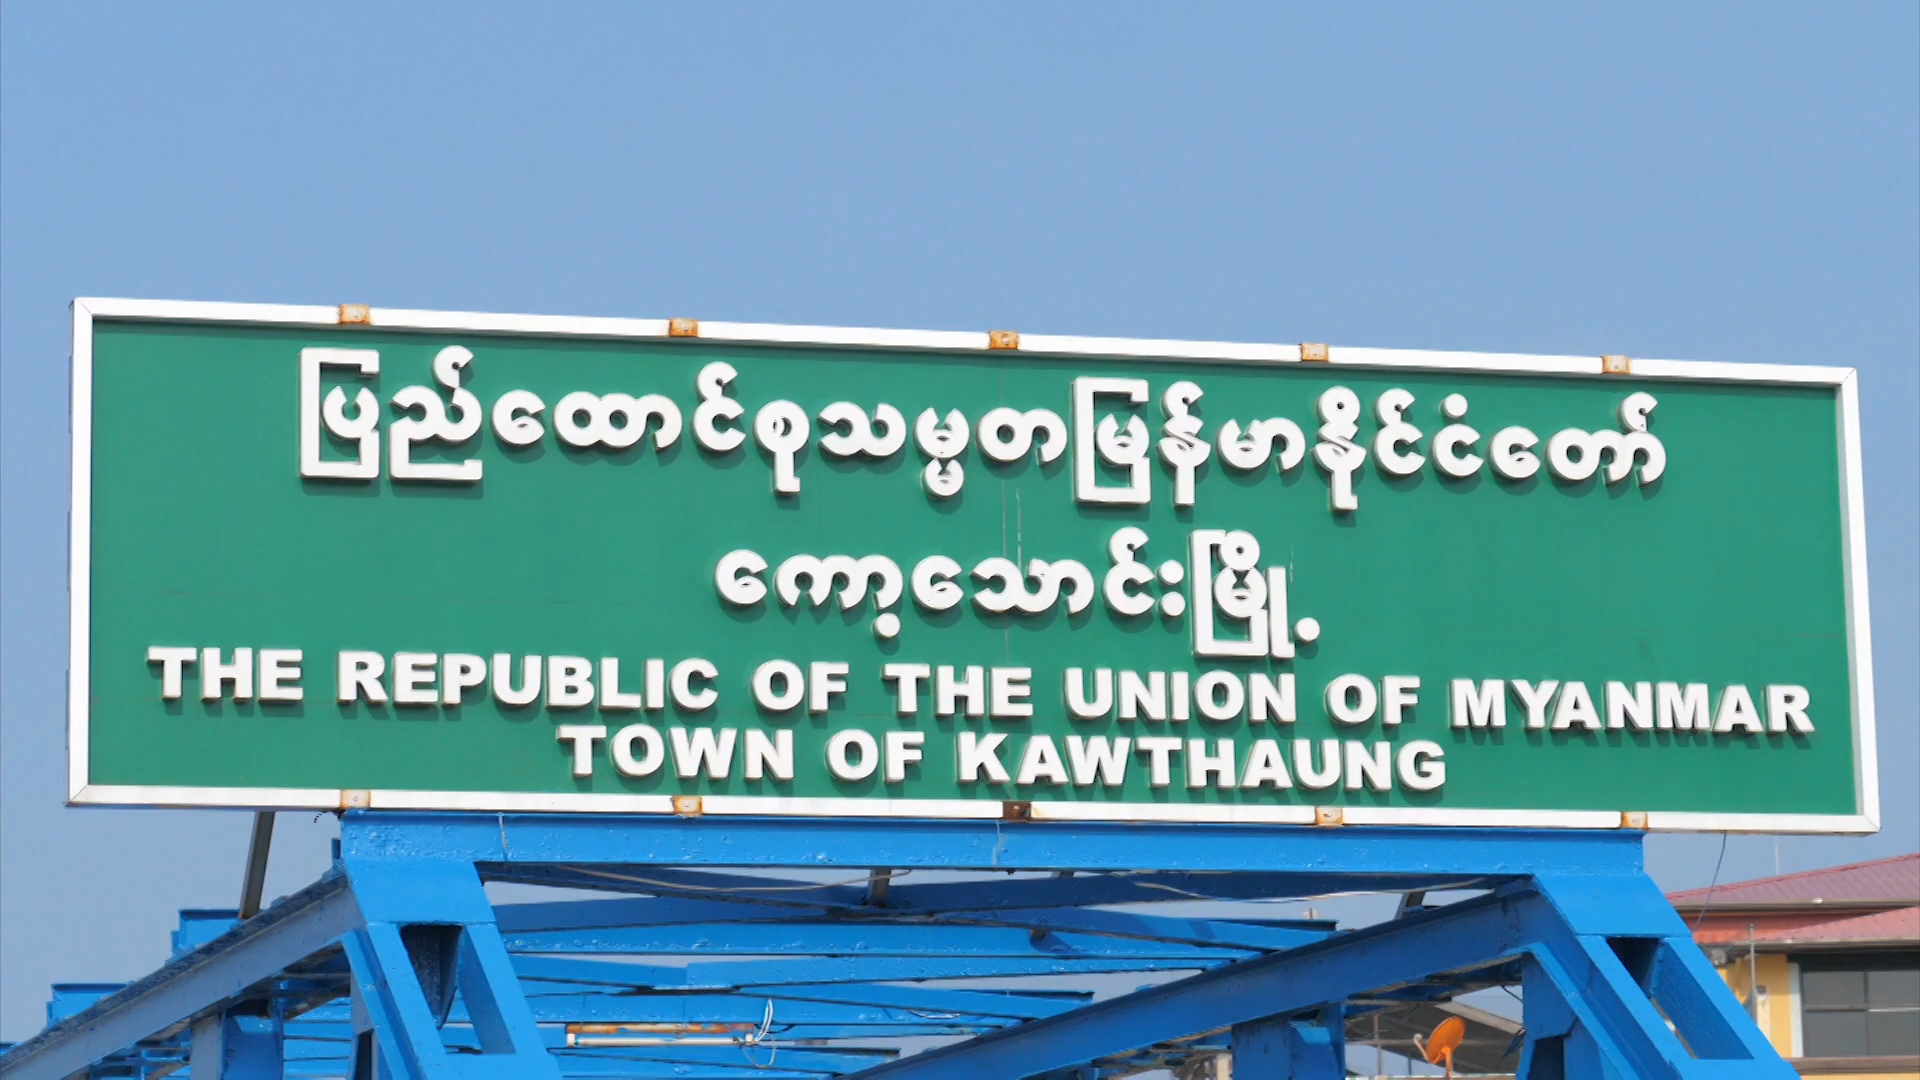 ပြည်ထောင်စုသမ္မတမြန်မာနိုင်ငံတော်
ကော့သောင်းမြို့
THE REPUBLIC OF THE UNION OF MYANMAR
TOWN OF KAWTHAUNG